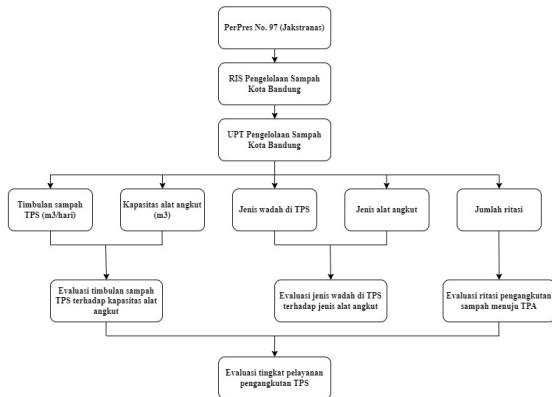 PerPres No. 97 (Jakstranas)
RIS Pengelolaan Sampah
Kota Bandung
UPT Pengelolaan Sampah
Kota Bandung
Timbulan sampah
TPS (m3/hari)
Kapasitas alat angkut
(m3)
Jenis wadah di TPS
Jenis alat angkut
Jumlah ritasi
Evaluasi timbulan sampah
TPS terhadap kapasitas alat
angkut
Evaluasi jenis wadah di TPS
terhadap jenis alat angkut
Evaluasi ritasi pengangkutan
sampah menuju TPA
Evaluasi tingkat pelayanan
pengangkutan TPS